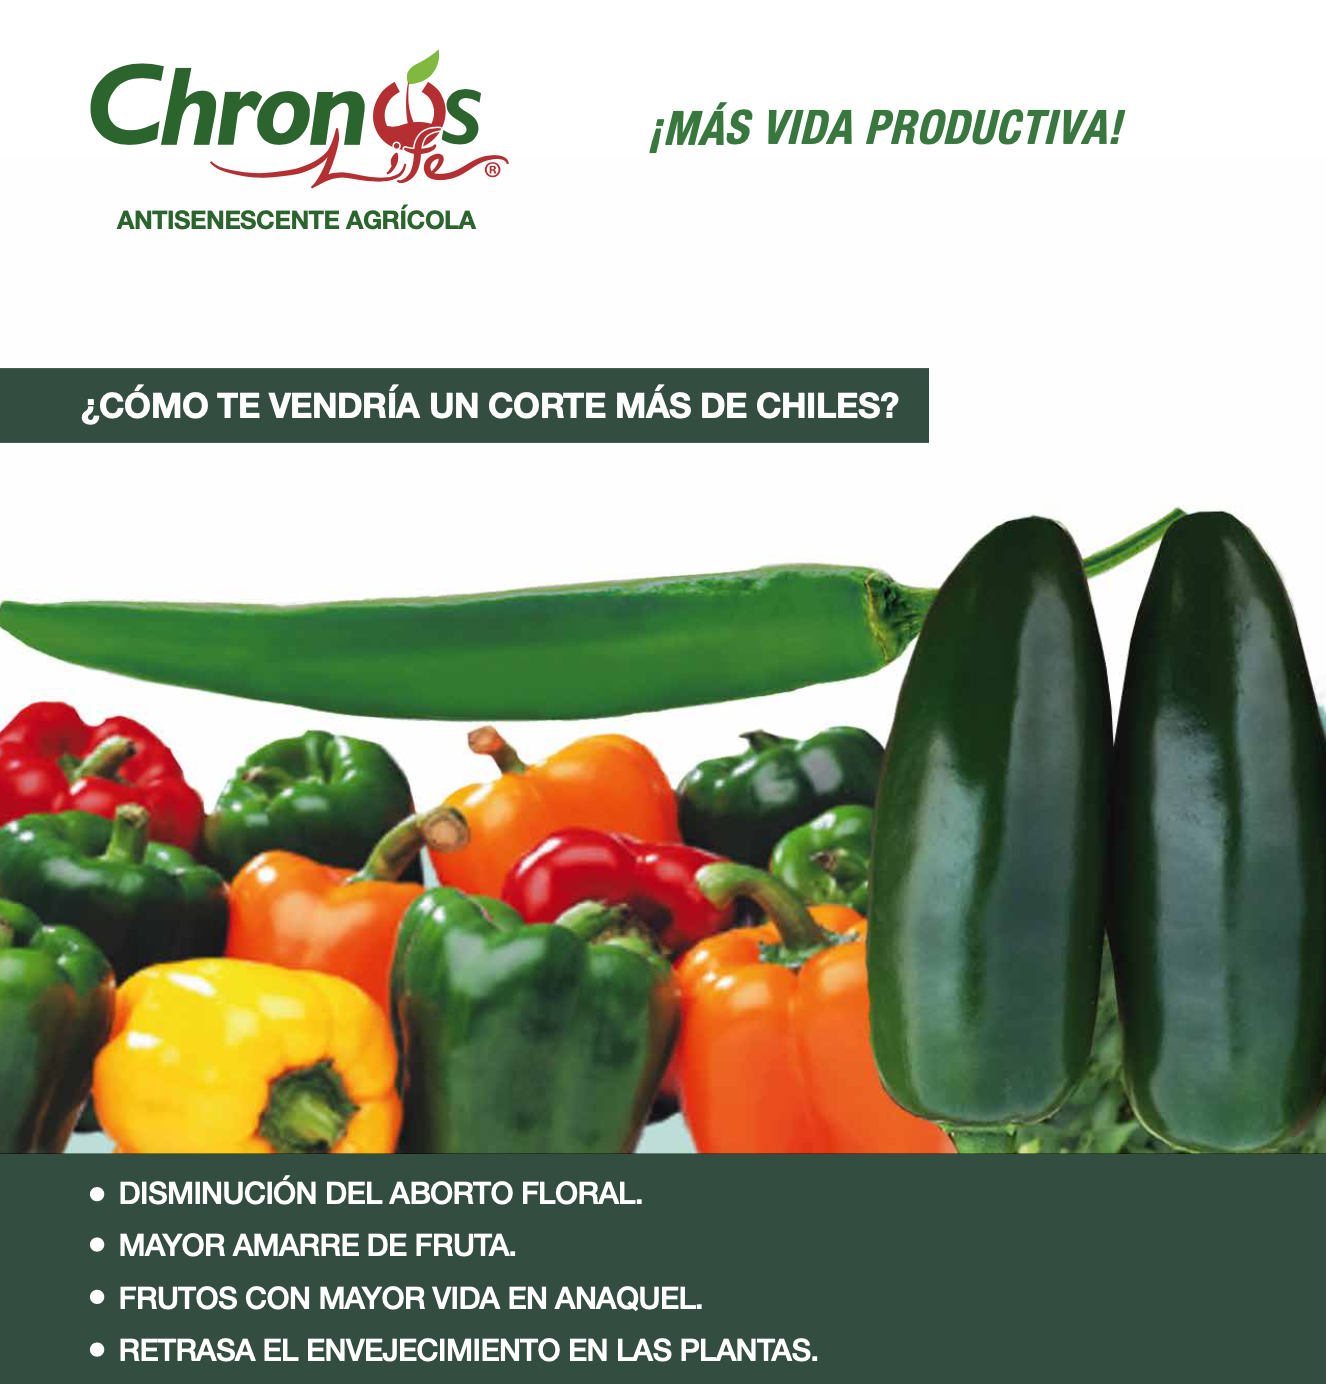 Chronos
Life®
ANTISENESCENTE AGRÍCOLA
¡MÁS VIDA PRODUCTIVA!
¿CÓMO TE VENDRÍA UN CORTE MÁS DE CHILES?
• DISMINUCIÓN DEL ABORTO FLORAL.
• MAYOR AMARRE DE FRUTA.
• FRUTOS CON MAYOR VIDA EN ANAQUEL.
• RETRASA EL ENVEJECIMIENTO EN LAS PLANTAS.